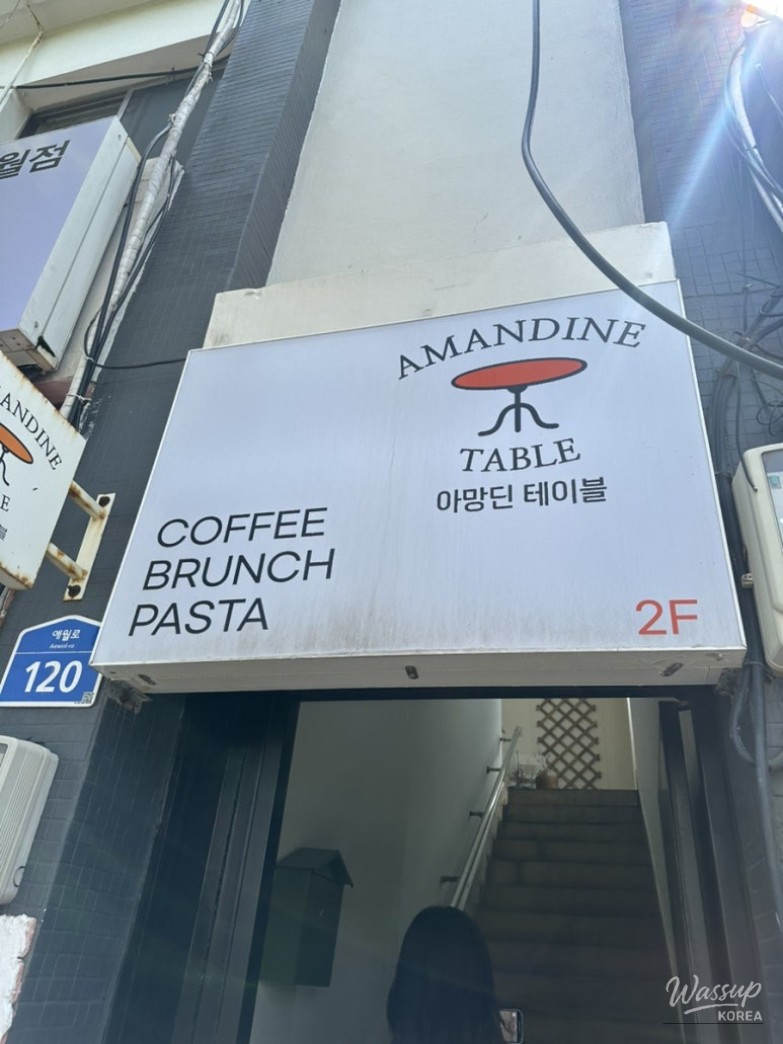 월점
AMANDINE
TABLE
아망딘 테이블
COFFEE
BRUNCH
PASTA
2F
ANDINE
애월로
Aewol-ro
120
Wassup
KOREA